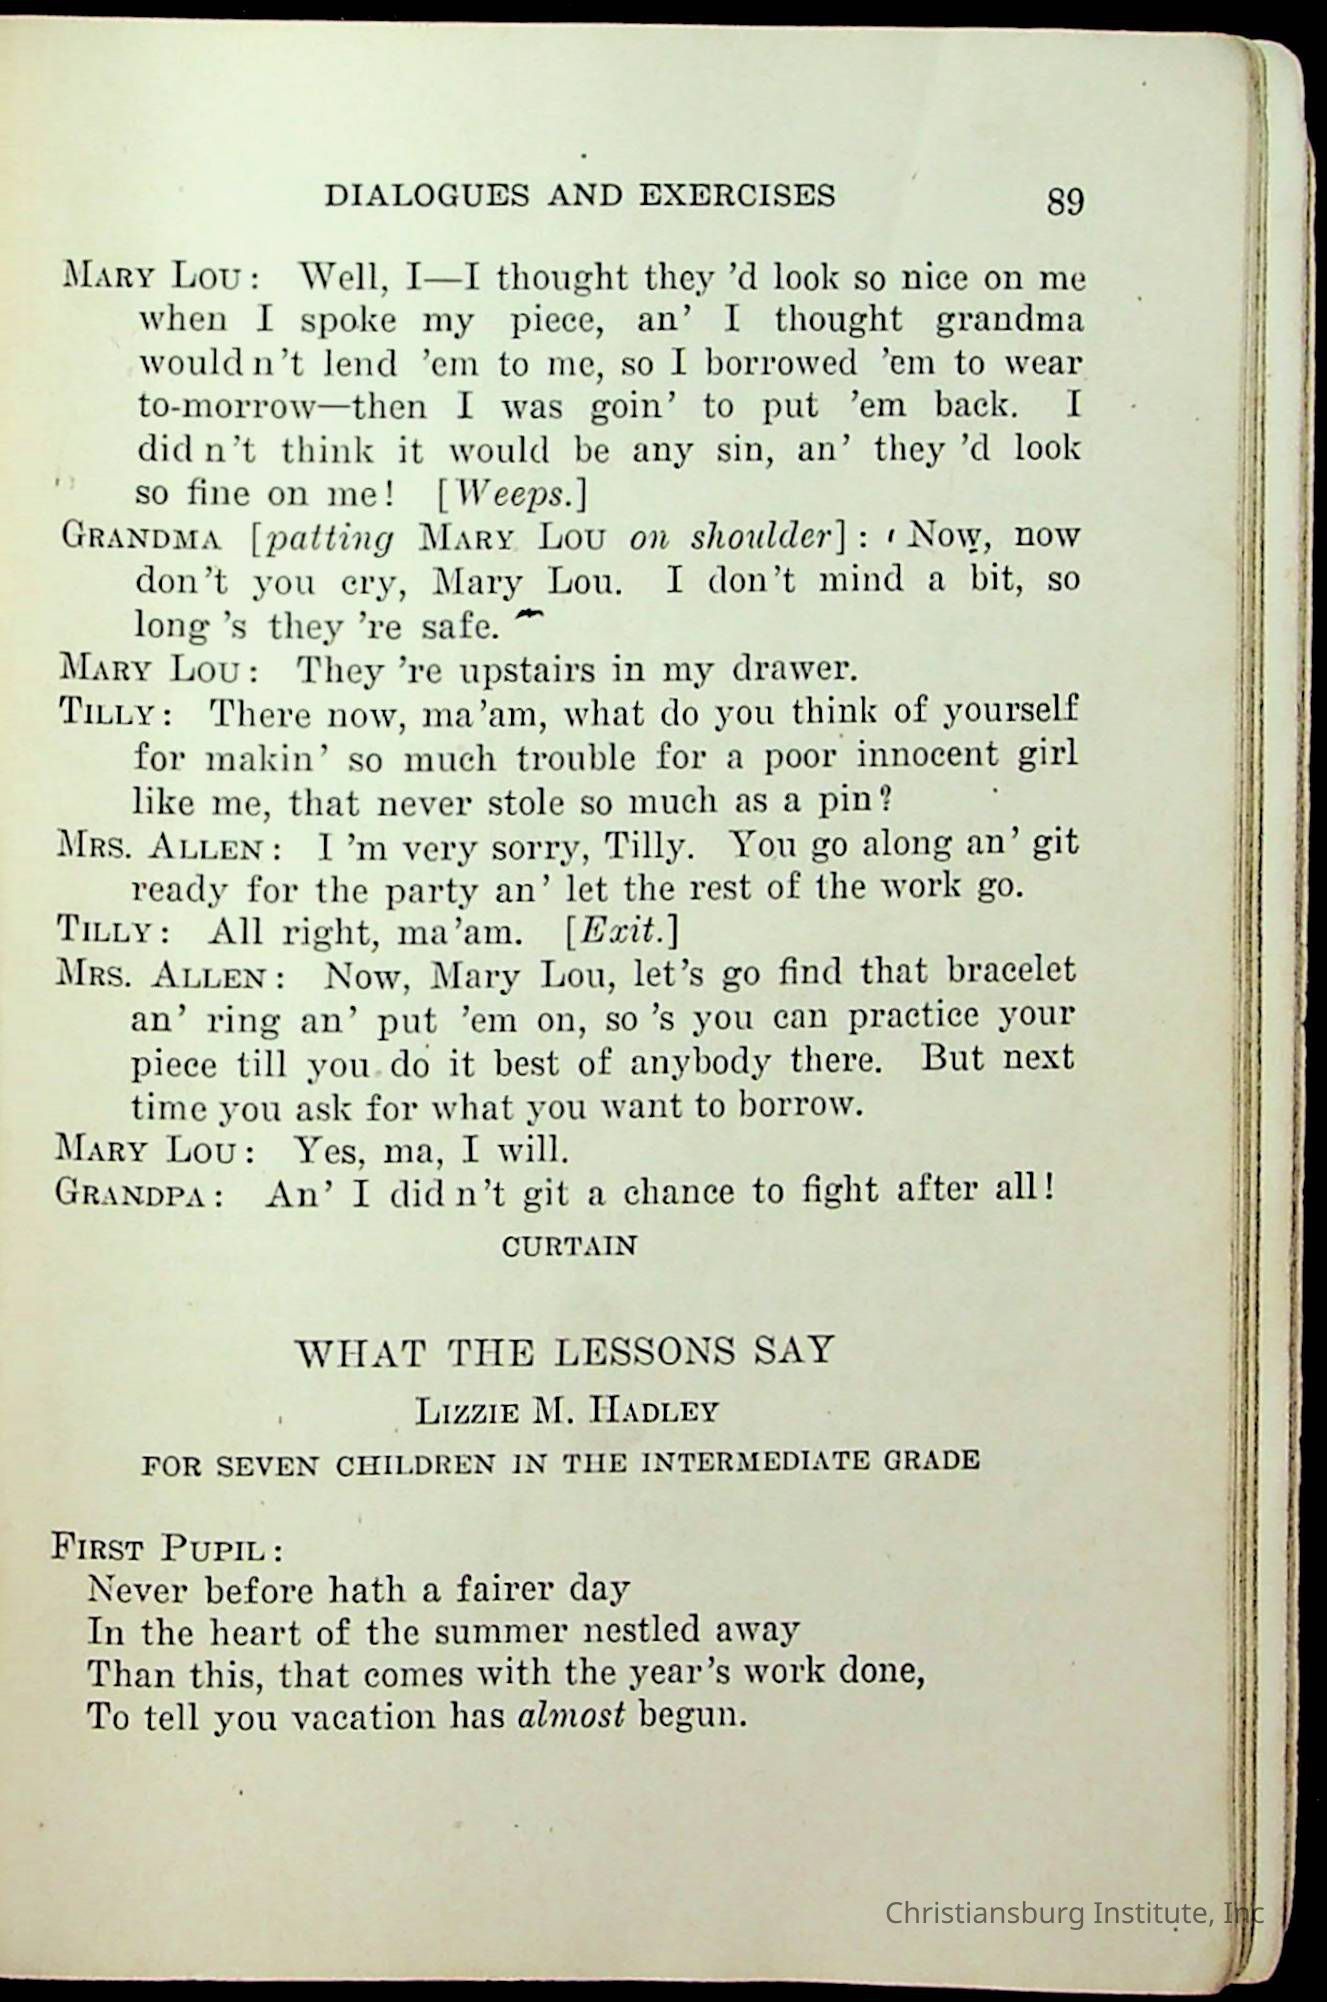 DIALOGUES AND EXERCISES 89
MARY LOU: Well, I—I thought they 'd look so nice on me
when I spoke my piece, an' I thought grandma
would n't lend 'em to me, so I borrowed 'em to wear
to-morrow—then I was goin' to put 'em back. I
did n't think it would be any sin, an' they 'd look
so fine on me! [Weeps.]
GRANDMA [patting MARY LOU on shoulder]: Now, now
don't you cry, Mary Lou. I don't mind a bit, so
long 's they 're safe.
MARY LOU: They 're upstairs in my drawer.
TILLY: There now, ma'am, what do you think of yourself
for makin' so much trouble for a poor innocent girl
like me, that never stole so much as a pin?
MRS. ALLEN: I 'm very sorry, Tilly. You go along an' git
ready for the party an' let the rest of the work go.
TILLY: All right, ma'am. [Exit.]
MRS. ALLEN: Now, Mary Lou, let's go find that bracelet
an' ring an' put 'em on, so 's you can practice your
piece till you do it best of anybody there. But next
time you ask for what you want to borrow.
MARY LOU: Yes, ma, I will.
GRANDPA: An' I did n't git a chance to fight after all!
CURTAIN
WHAT THE LESSONS SAY
LIZZIE M. HADLEY
FOR SEVEN CHILDREN IN THE INTERMEDIATE GRADE
FIRST PUPIL:
Never before hath a fairer day
In the heart of the summer nestled away
Than this, that comes with the year's work done,
To tell you vacation has almost begun.
Christiansburg Institute, Inc